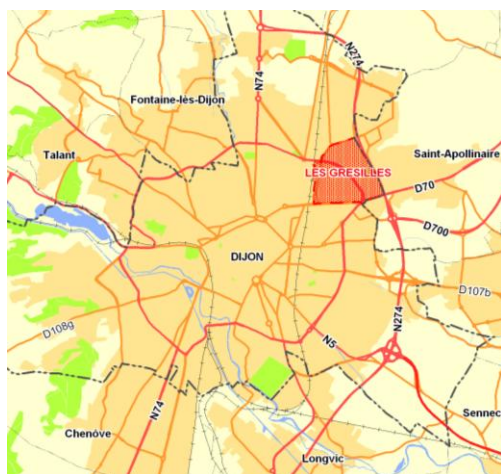 N74
N274
Fontaine-lès-Dijon
Talant
Saint-Apollinaire
LES GRESILLES
D70
D700
DIJON
D107b
D108g
N274
N5
N74
Sennec
Chenôve
Longvic